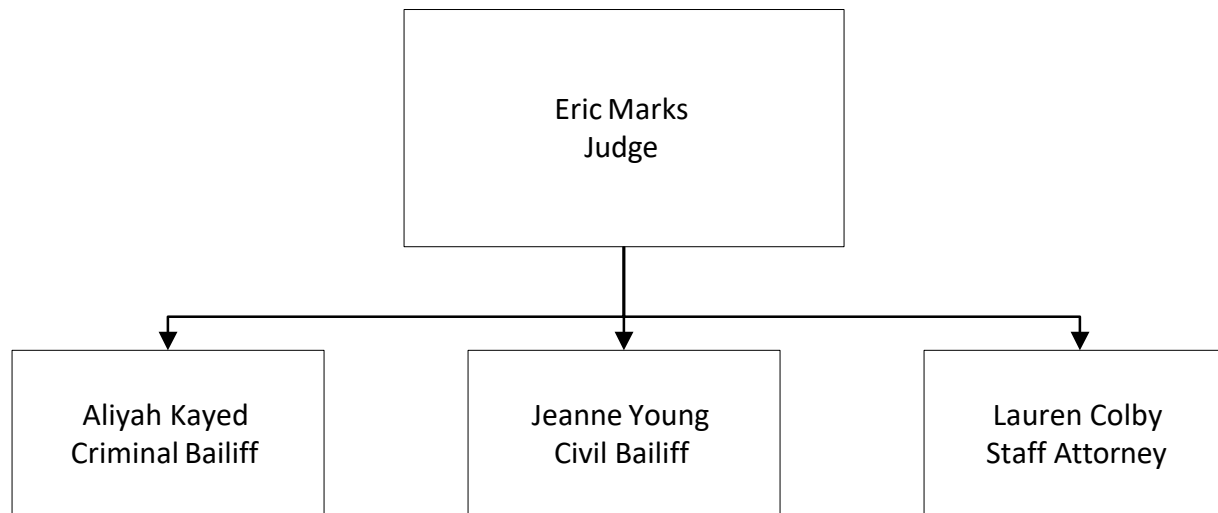 Eric Marks
Judge
Aliyah Kayed
Criminal Bailiff
Jeanne Young
Civil Bailiff
Lauren Colby
Staff Attorney